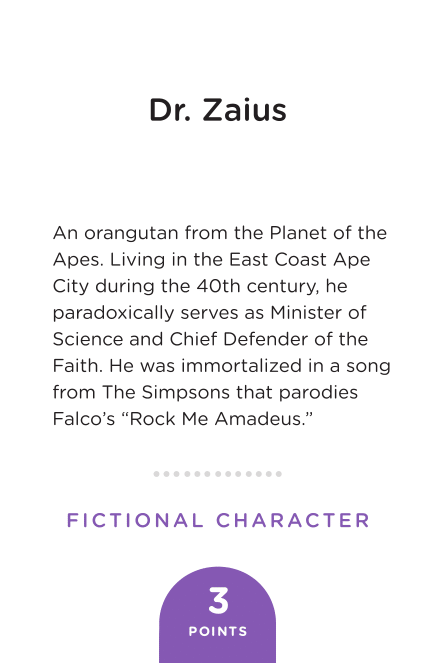 Dr. Zaius
An orangutan from the Planet of the
Apes. Living in the East Coast Ape
City during the 40th century, he
paradoxically serves as Minister of
Science and Chief Defender of the
Faith. He was immortalized in a song
from The Simpsons that parodies
Falco’s “Rock Me Amadeus.”
FICTIONAL CHARACTER
3
POINTS